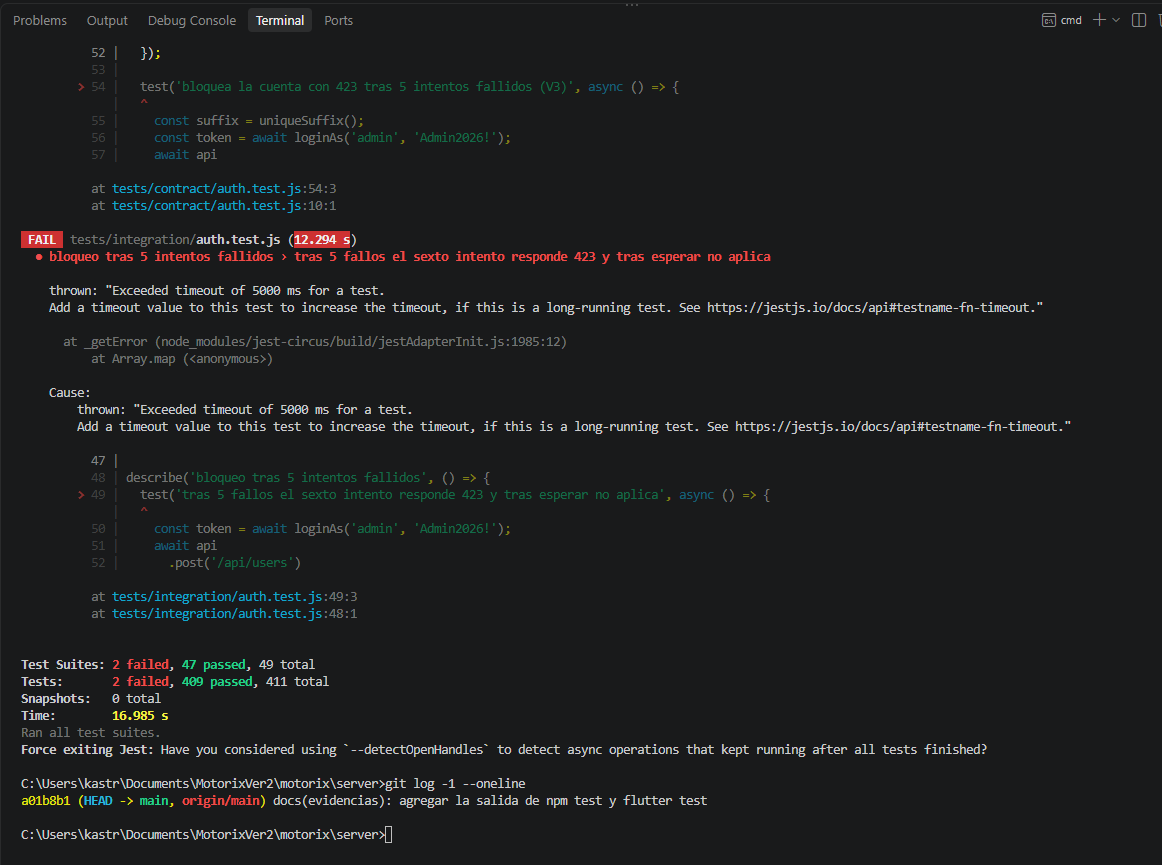 Problems Output Debug Console Terminal Ports cmd
52 | });
53 |
> 54 | test('bloquea la cuenta con 423 tras 5 intentos fallidos (V3)', async () => {
| ^
55 | const suffix = uniqueSuffix();
56 | const token = await loginAs('admin', 'Admin2026!');
57 | await api
at tests/contract/auth.test.js:54:3
at tests/contract/auth.test.js:10:1
FAIL tests/integration/auth.test.js (12.294 s)
● bloqueo tras 5 intentos fallidos › tras 5 fallos el sexto intento responde 423 y tras esperar no aplica
thrown: "Exceeded timeout of 5000 ms for a test.
Add a timeout value to this test to increase the timeout, if this is a long-running test. See https://jestjs.io/docs/api#testname-fn-timeout."
at _getError (node_modules/jest-circus/build/jestAdapterInit.js:1985:12)
at Array.map (<anonymous>)
Cause:
thrown: "Exceeded timeout of 5000 ms for a test.
Add a timeout value to this test to increase the timeout, if this is a long-running test. See https://jestjs.io/docs/api#testname-fn-timeout."
47 |
48 | describe('bloqueo tras 5 intentos fallidos', () => {
> 49 | test('tras 5 fallos el sexto intento responde 423 y tras esperar no aplica', async () => {
| ^
50 | const token = await loginAs('admin', 'Admin2026!');
51 | await api
52 | .post('/api/users')
at tests/integration/auth.test.js:49:3
at tests/integration/auth.test.js:48:1
Test Suites: 2 failed, 47 passed, 49 total
Tests: 2 failed, 409 passed, 411 total
Snapshots: 0 total
Time: 16.985 s
Ran all test suites.
Force exiting Jest: Have you considered using `--detectOpenHandles` to detect async operations that kept running after all tests finished?
C:\Users\kastr\Documents\MotorixVer2\motorix\server>git log -1 --oneline
a01b8b1 (HEAD -> main, origin/main) docs(evidencias): agregar la salida de npm test y flutter test
C:\Users\kastr\Documents\MotorixVer2\motorix\server>